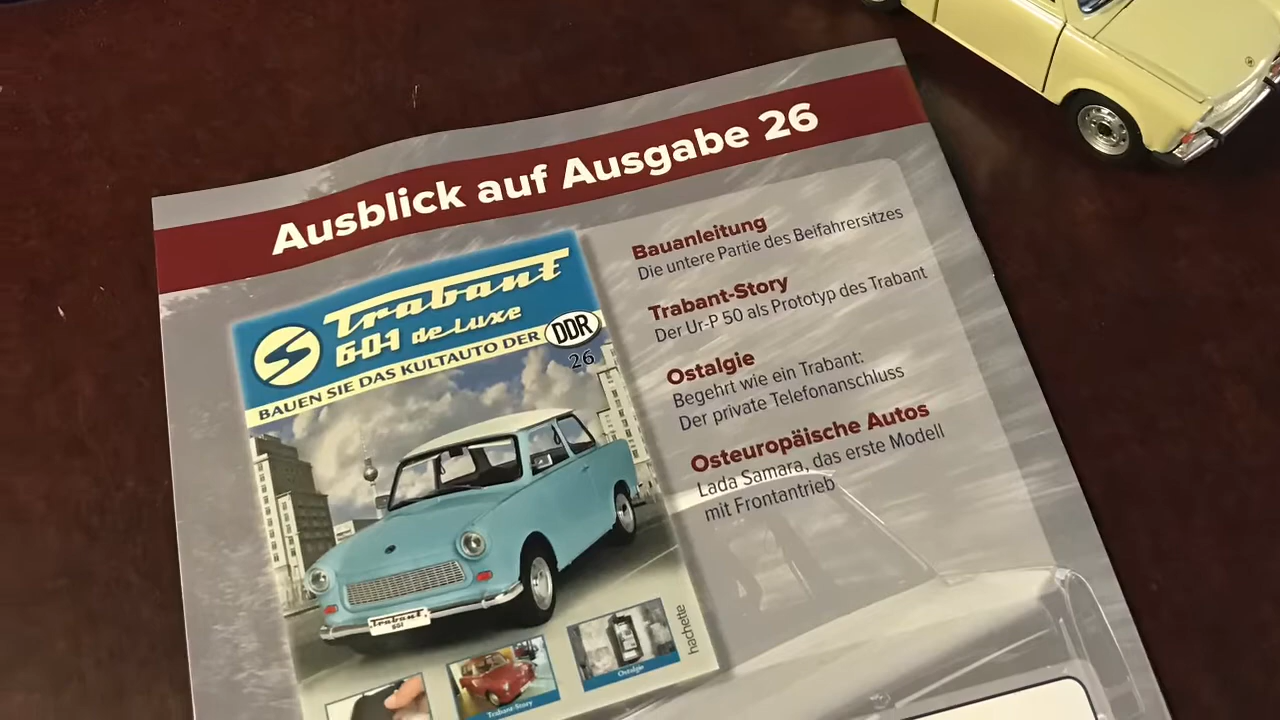 Ausblick auf Ausgabe 26
Trabant
601 de Luxe
BAUEN SIE DAS KULTAUTO DER DDR
26
Trabant
601
Trabant-Story
Ostalgie
hachette
Bauanleitung
Die untere Partie des Beifahrersitzes
Trabant-Story
Der Ur-P 50 als Prototyp des Trabant
Ostalgie
Begehrt wie ein Trabant:
Der private Telefonanschluss
Osteuropäische Autos
Lada Samara, das erste Modell
mit Frontantrieb